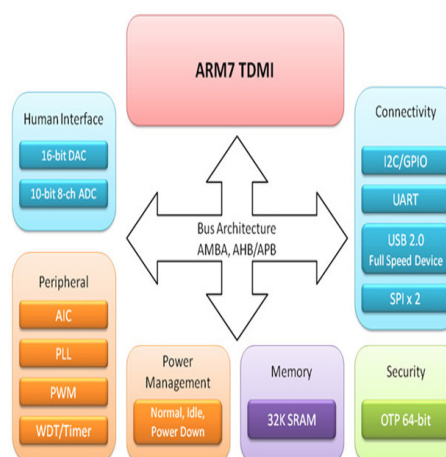 ARM7 TDMI
Human Interface
16-bit DAC
10-bit 8-ch ADC
Connectivity
I2C/GPIO
UART
USB 2.0
Full Speed Device
SPI x 2
Bus Architecture
AMBA, AHB/APB
Peripheral
AIC
PLL
PWM
WDT/Timer
Power
Management
Normal, Idle,
Power Down
Memory
32K SRAM
Security
OTP 64-bit